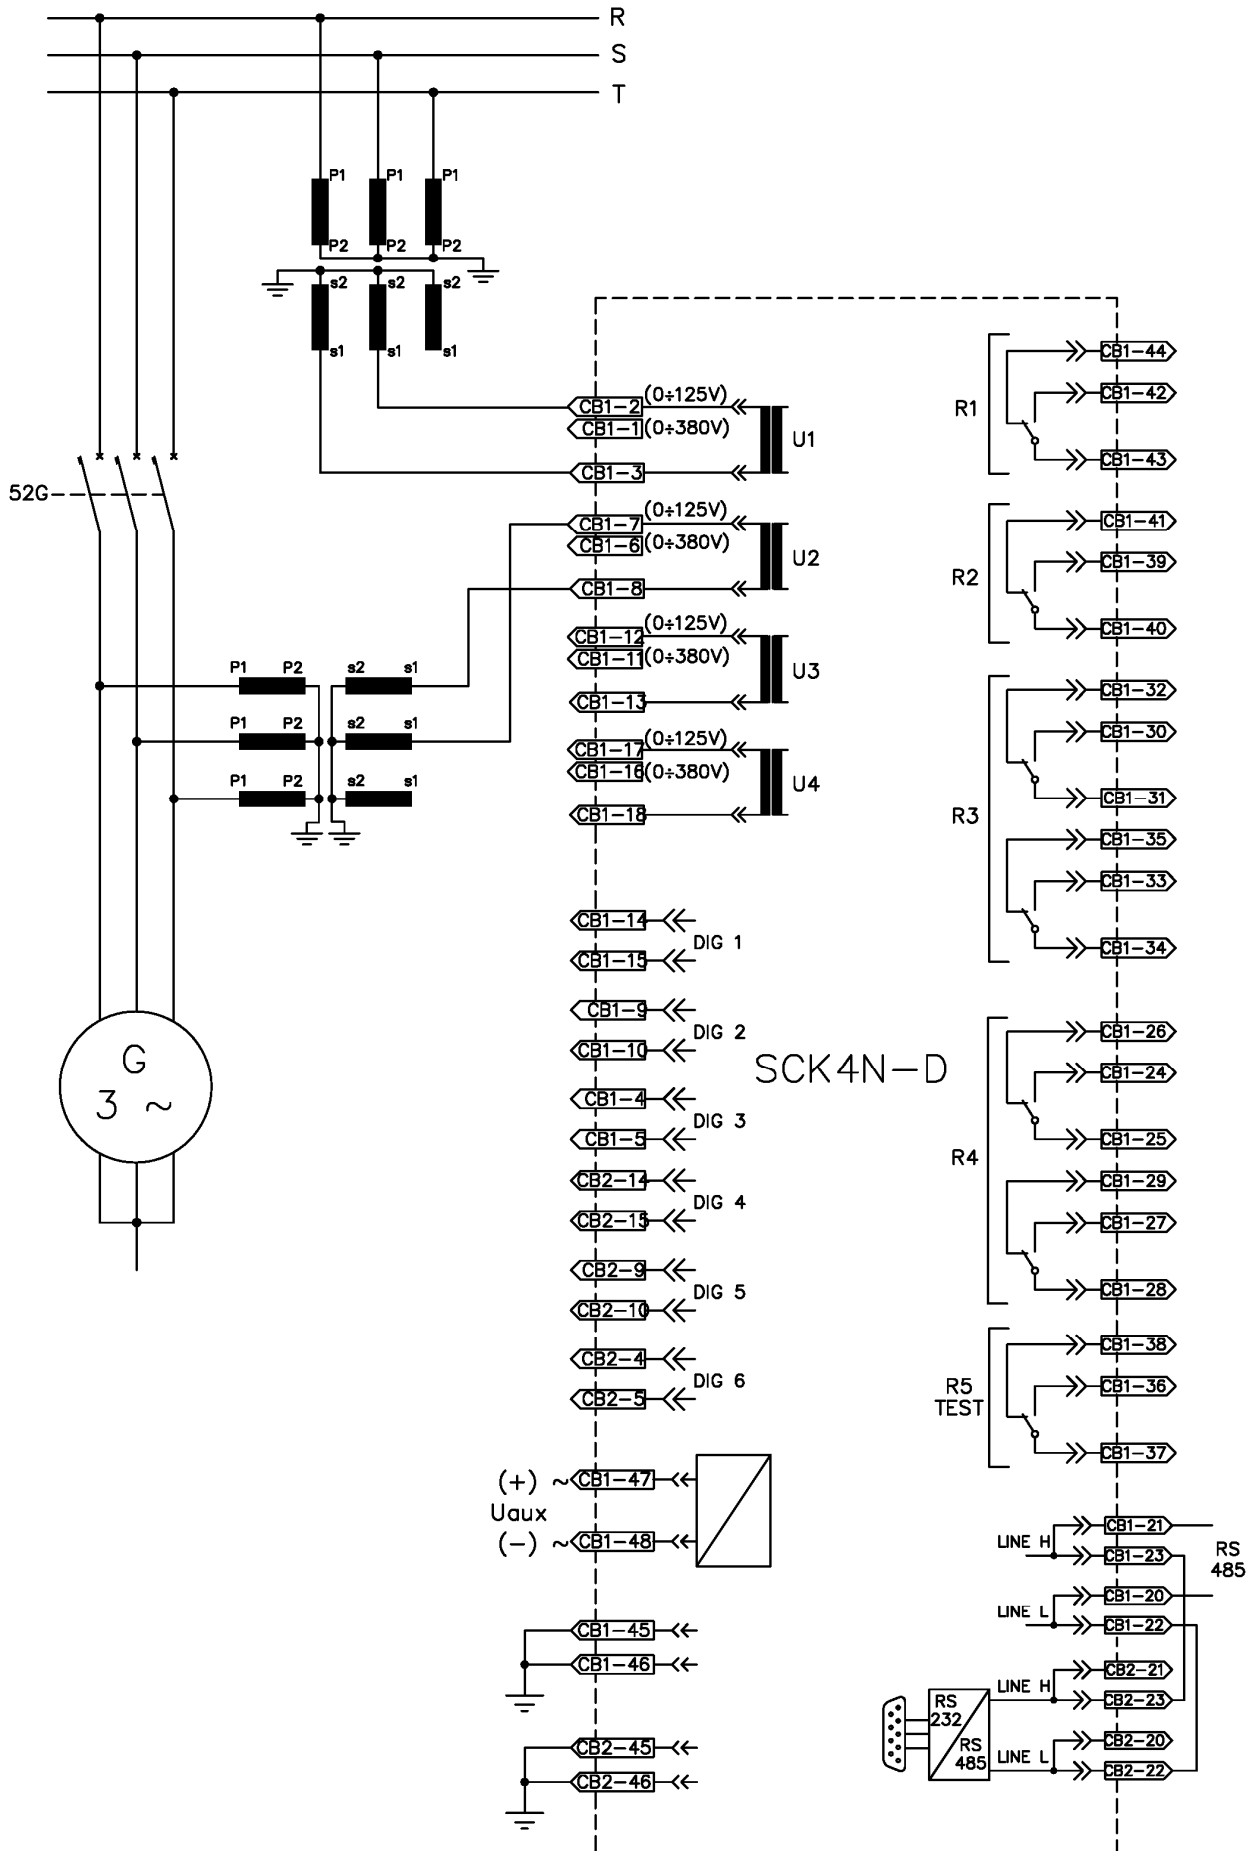 R
S
T
P1 P1 P1
P2 P2 P2
s2 s2 s2
s1 s1 s1
52G
P1 P2 s2 s1
P1 P2 s2 s1
P1 P2 s2 s1
G
3 ~
CB1-2 (0÷125V)
CB1-1 (0÷380V)
U1
CB1-3
CB1-7 (0÷125V)
CB1-6 (0÷380V)
U2
CB1-8
CB1-12 (0÷125V)
CB1-11 (0÷380V)
U3
CB1-13
CB1-17 (0÷125V)
CB1-16 (0÷380V)
U4
CB1-18
CB1-14
DIG 1
CB1-15
CB1-9
DIG 2
CB1-10
CB1-4
DIG 3
CB1-5
CB2-14
DIG 4
CB2-15
CB2-9
DIG 5
CB2-10
CB2-4
DIG 6
CB2-5
(+) ~ CB1-47
Uaux
(-) ~ CB1-48
CB1-45
CB1-46
CB2-45
CB2-46
SCK4N-D
CB1-44
R1
CB1-42
CB1-43
CB1-41
R2
CB1-39
CB1-40
CB1-32
CB1-30
CB1-31
R3
CB1-35
CB1-33
CB1-34
CB1-26
CB1-24
CB1-25
R4
CB1-29
CB1-27
CB1-28
CB1-38
R5
TEST
CB1-36
CB1-37
CB1-21
LINE H
CB1-23
RS
485
CB1-20
LINE L
CB1-22
CB2-21
LINE H
CB2-23
RS
232
RS
485
CB2-20
LINE L
CB2-22